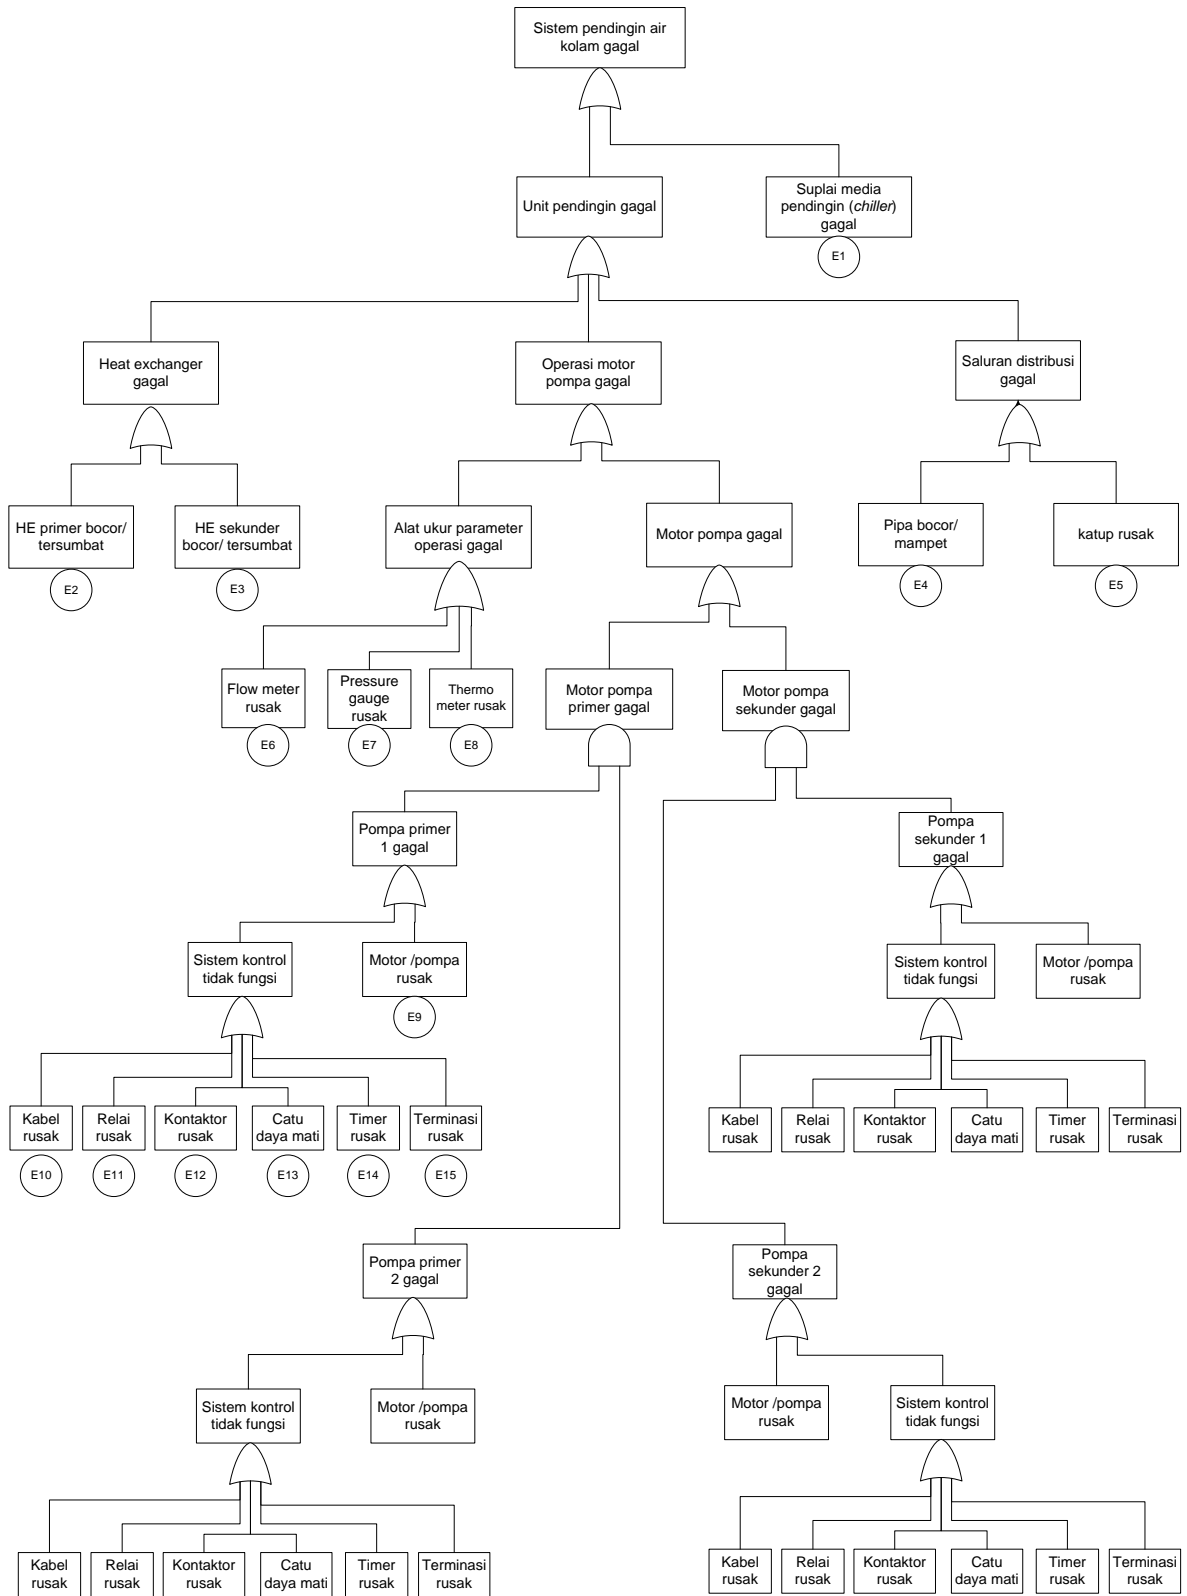 Sistem pendingin air
kolam gagal
Unit pendingin gagal
Suplai media
pendingin (chiller)
gagal
E1
Heat exchanger
gagal
Operasi motor
pompa gagal
Saluran distribusi
gagal
HE primer bocor/
tersumbat
E2
HE sekunder
bocor/ tersumbat
E3
Alat ukur parameter
operasi gagal
Motor pompa gagal
Pipa bocor/
mampet
E4
katup rusak
E5
Flow meter
rusak
E6
Pressure
gauge
rusak
E7
Thermo
meter rusak
E8
Motor pompa
primer gagal
Motor pompa
sekunder gagal
Pompa primer
1 gagal
Pompa
sekunder 1
gagal
Sistem kontrol
tidak fungsi
Motor /pompa
rusak
E9
Sistem kontrol
tidak fungsi
Motor /pompa
rusak
Kabel
rusak
E10
Relai
rusak
E11
Kontaktor
rusak
E12
Catu
daya mati
E13
Timer
rusak
E14
Terminasi
rusak
E15
Kabel
rusak
Relai
rusak
Kontaktor
rusak
Catu
daya mati
Timer
rusak
Terminasi
rusak
Pompa primer
2 gagal
Pompa
sekunder 2
gagal
Sistem kontrol
tidak fungsi
Motor /pompa
rusak
Motor /pompa
rusak
Sistem kontrol
tidak fungsi
Kabel
rusak
Relai
rusak
Kontaktor
rusak
Catu
daya mati
Timer
rusak
Terminasi
rusak
Kabel
rusak
Relai
rusak
Kontaktor
rusak
Catu
daya mati
Timer
rusak
Terminasi
rusak